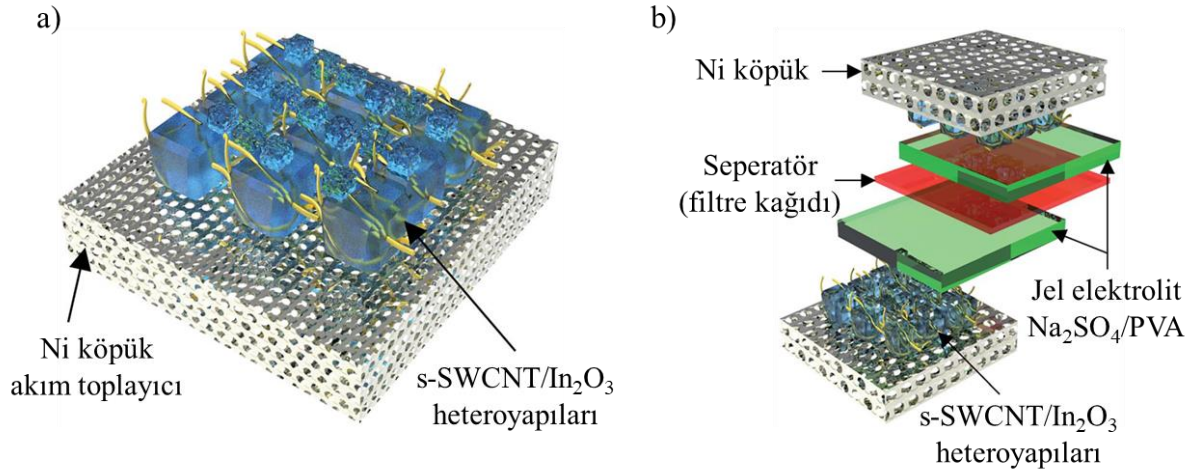 a)
Ni köpük
akım toplayıcı
s-SWCNT/In₂O₃
heteroyapıları
b)
Ni köpük
Seperatör
(filtre kağıdı)
Jel elektrolit
Na₂SO₄/PVA
s-SWCNT/In₂O₃
heteroyapıları